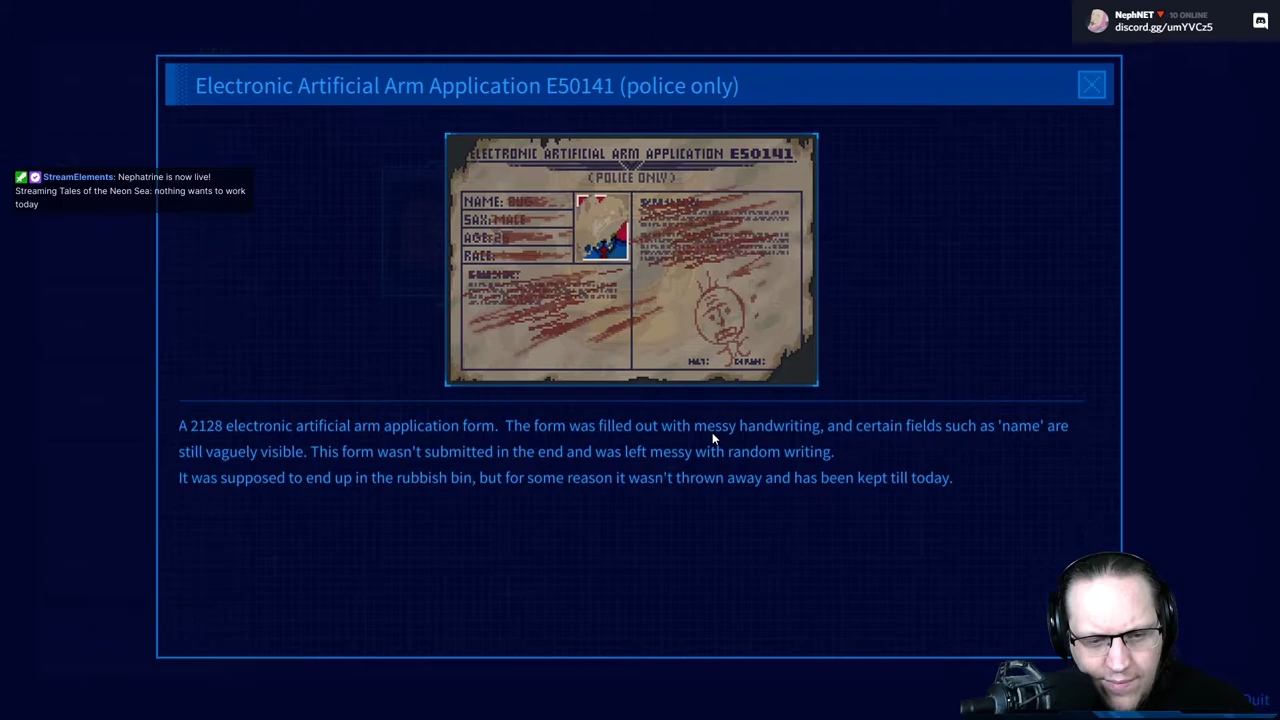 NephNET 10 ONLINE
discord.gg/umYVCz5
Electronic Artificial Arm Application E50141 (police only)
ELECTRONIC ARTIFICIAL ARM APPLICATION E50141
(POLICE ONLY)
NAME:
SAX: MALE
AGE:
RACE:
StreamElements: Nephatrine is now live!
Streaming Tales of the Neon Sea: nothing wants to work
today
A 2128 electronic artificial arm application form. The form was filled out with messy handwriting, and certain fields such as 'name' are
still vaguely visible. This form wasn't submitted in the end and was left messy with random writing.
It was supposed to end up in the rubbish bin, but for some reason it wasn't thrown away and has been kept till today.
Quit